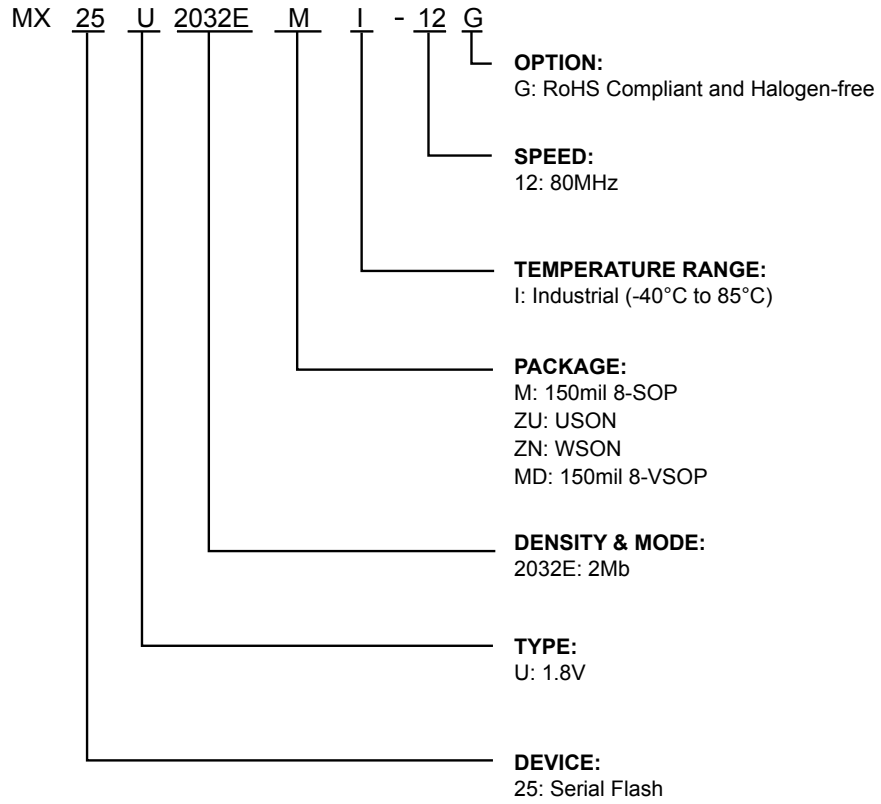 MX 25 U 2032E M I - 12 G
OPTION:
G: RoHS Compliant and Halogen-free
SPEED:
12: 80MHz
TEMPERATURE RANGE:
I: Industrial (-40°C to 85°C)
PACKAGE:
M: 150mil 8-SOP
ZU: USON
ZN: WSON
MD: 150mil 8-VSOP
DENSITY & MODE:
2032E: 2Mb
TYPE:
U: 1.8V
DEVICE:
25: Serial Flash